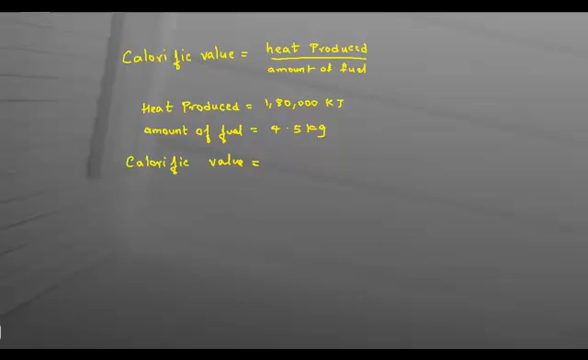 Calorific value = heat Produced / amount of fuel
Heat Produced = 1,80,000 KJ
amount of fuel = 4.5 kg
Calorific value =